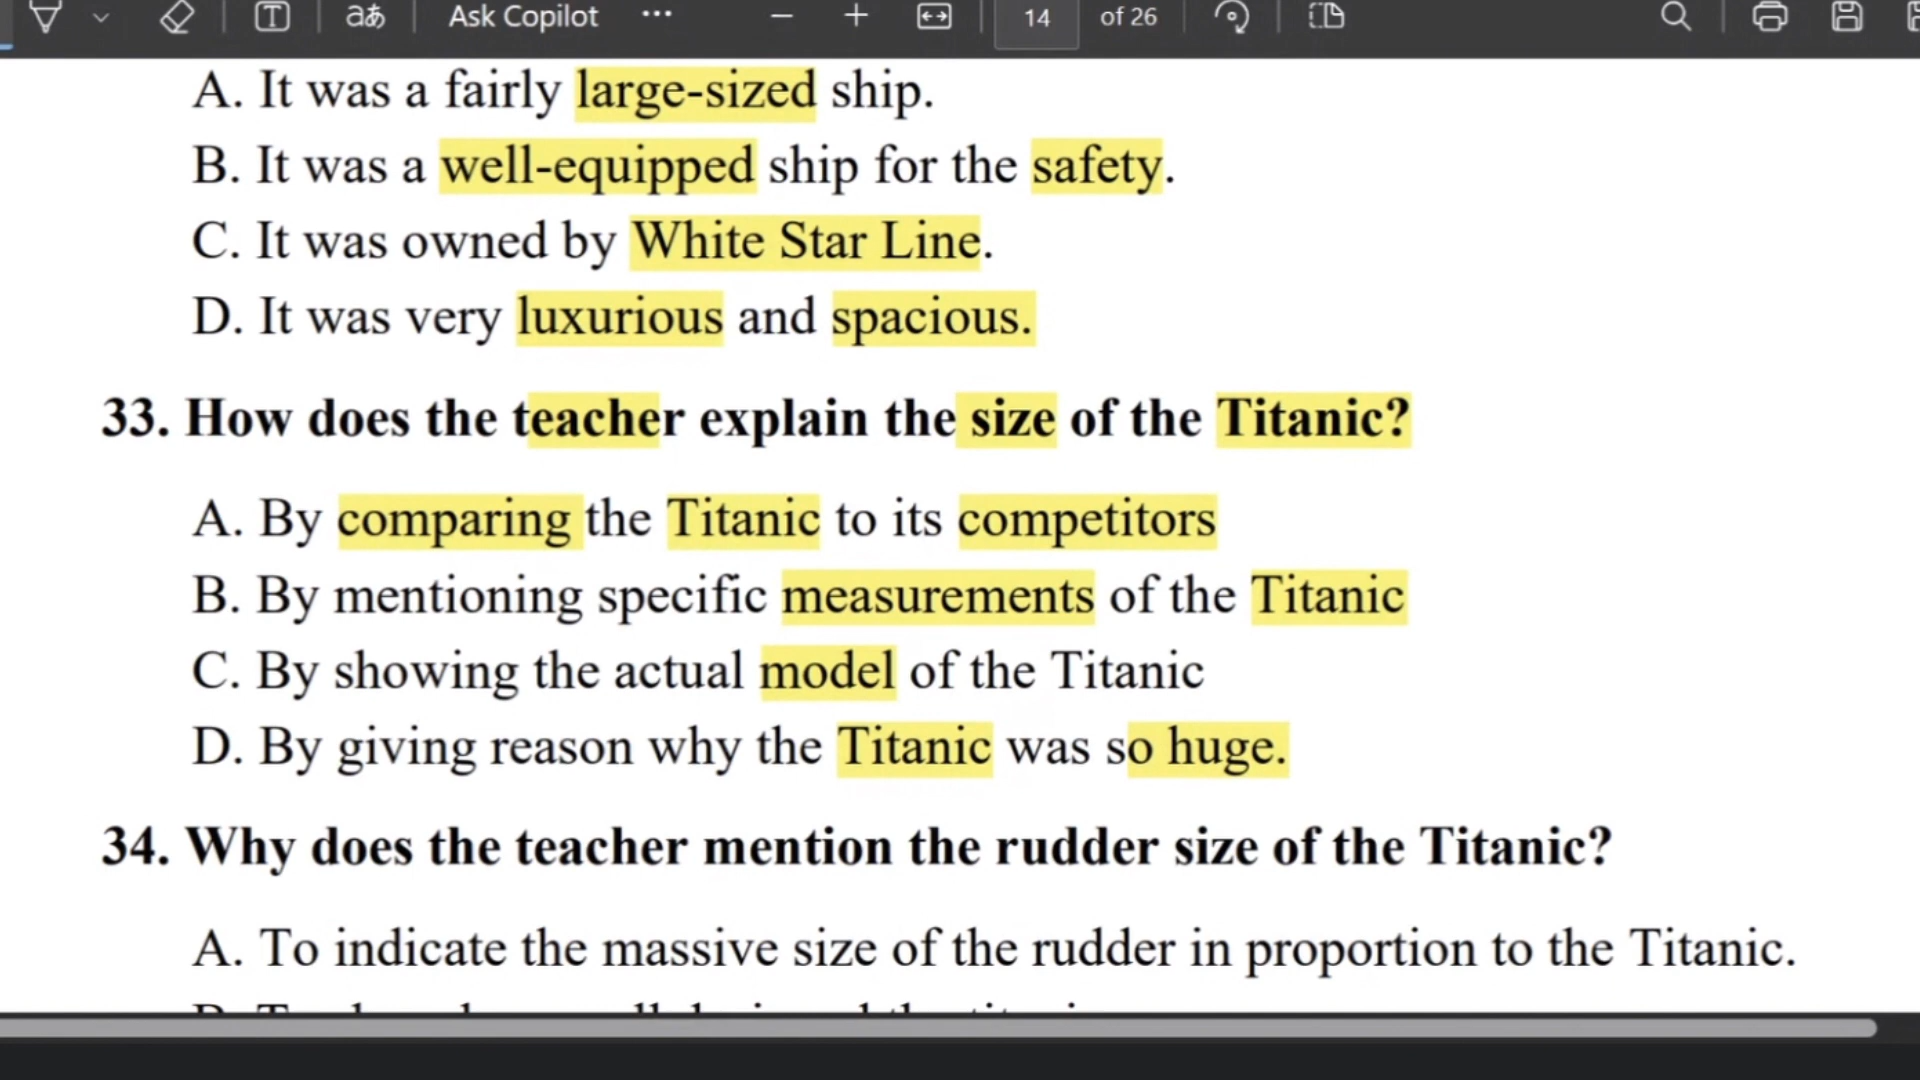 Ask Copilot ... 14 of 26
A. It was a fairly large-sized ship.
B. It was a well-equipped ship for the safety.
C. It was owned by White Star Line.
D. It was very luxurious and spacious.
33. How does the teacher explain the size of the Titanic?
A. By comparing the Titanic to its competitors
B. By mentioning specific measurements of the Titanic
C. By showing the actual model of the Titanic
D. By giving reason why the Titanic was so huge.
34. Why does the teacher mention the rudder size of the Titanic?
A. To indicate the massive size of the rudder in proportion to the Titanic.